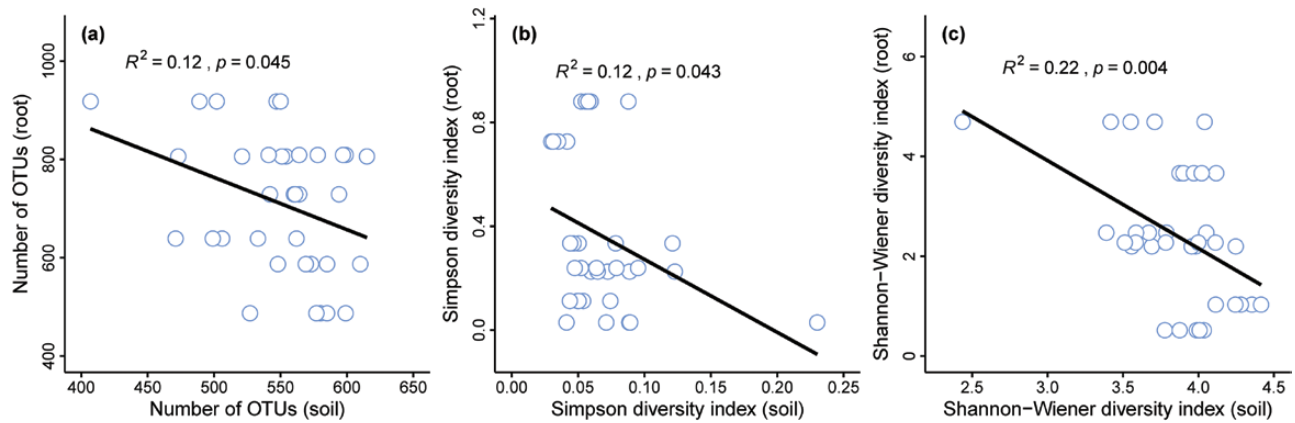 (a)
R² = 0.12 , p = 0.045
Number of OTUs (root)
1000
800
600
400
400 450 500 550 600 650
Number of OTUs (soil)
(b)
R² = 0.12 , p = 0.043
Simpson diversity index (root)
1.2
0.8
0.4
0.0
0.00 0.05 0.10 0.15 0.20 0.25
Simpson diversity index (soil)
(c)
R² = 0.22 , p = 0.004
Shannon−Wiener diversity index (root)
6
4
2
0
2.5 3.0 3.5 4.0 4.5
Shannon−Wiener diversity index (soil)